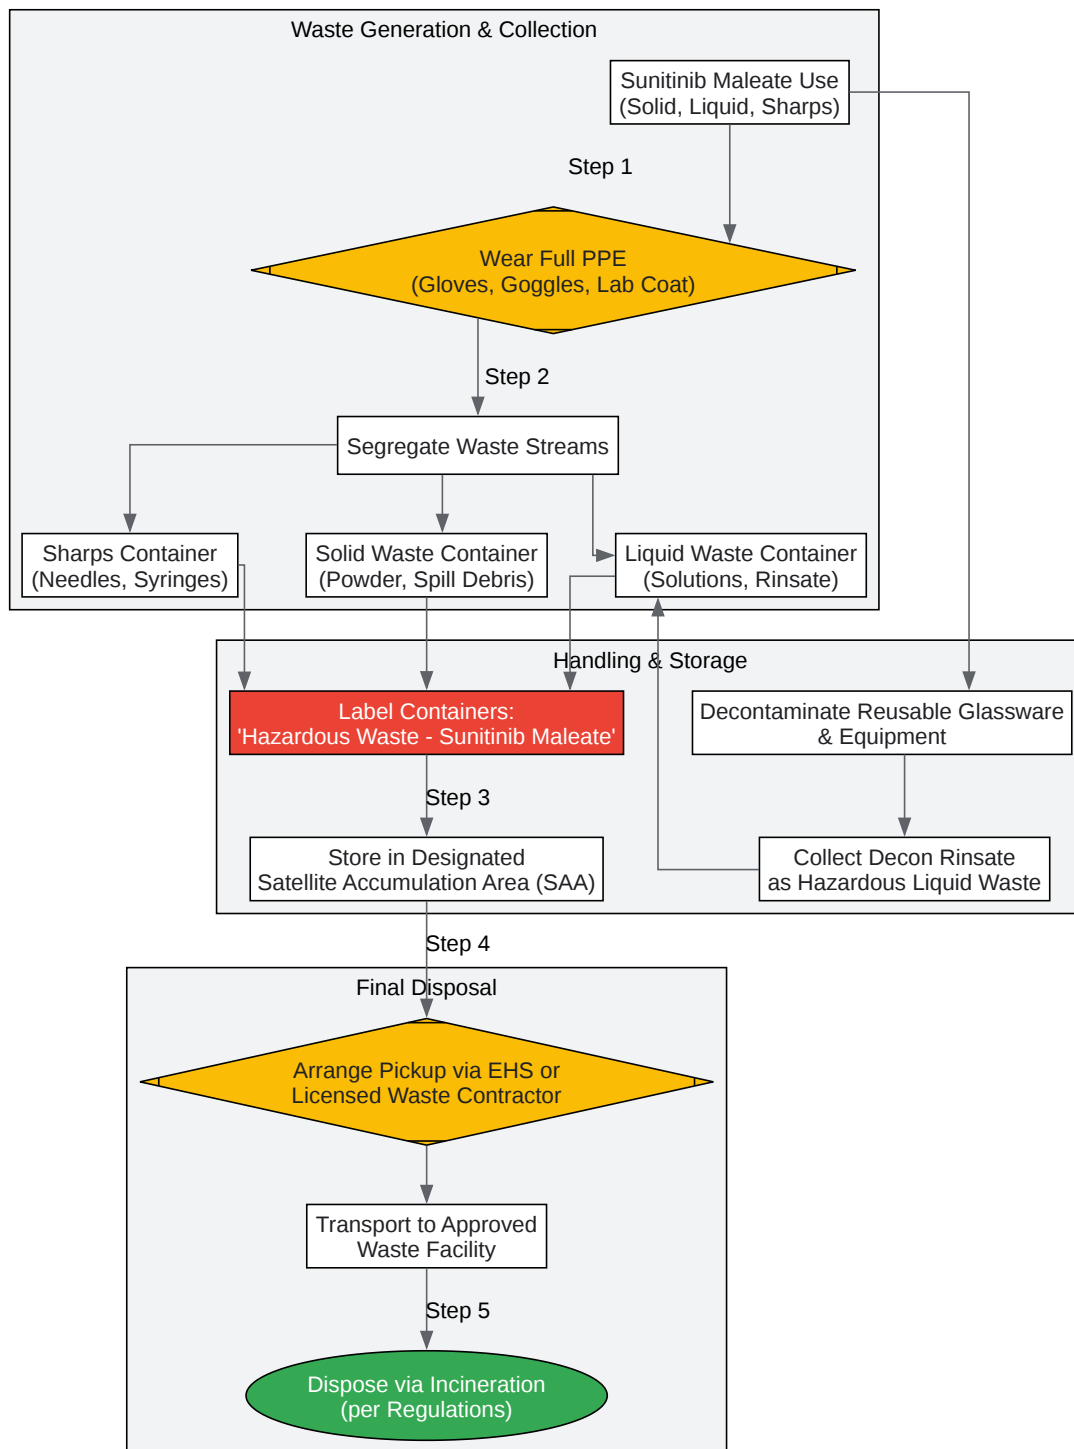 Waste Generation & Collection
Sunitinib Maleate Use
(Solid, Liquid, Sharps)
Step 1
Wear Full PPE
(Gloves, Goggles, Lab Coat)
Step 2
Segregate Waste Streams
Sharps Container
(Needles, Syringes)
Solid Waste Container
(Powder, Spill Debris)
Liquid Waste Container
(Solutions, Rinsate)
Handling & Storage
Label Containers:
'Hazardous Waste - Sunitinib Maleate'
Decontaminate Reusable Glassware
& Equipment
Step 3
Store in Designated
Satellite Accumulation Area (SAA)
Collect Decon Rinsate
as Hazardous Liquid Waste
Step 4
Final Disposal
Arrange Pickup via EHS or
Licensed Waste Contractor
Transport to Approved
Waste Facility
Step 5
Dispose via Incineration
(per Regulations)